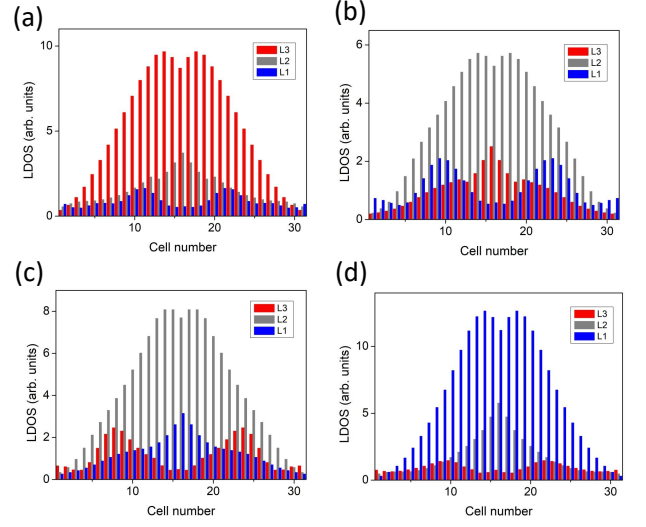 (a)
10
5
0
LDOS (arb. units)
L3
L2
L1
10
20
30
Cell number
(b)
6
4
2
0
LDOS (arb. units)
L3
L2
L1
10
20
30
Cell number
(c)
8
6
4
2
0
LDOS (arb. units)
L3
L2
L1
10
20
30
Cell number
(d)
10
5
0
LDOS (arb. units)
L3
L2
L1
10
20
30
Cell number